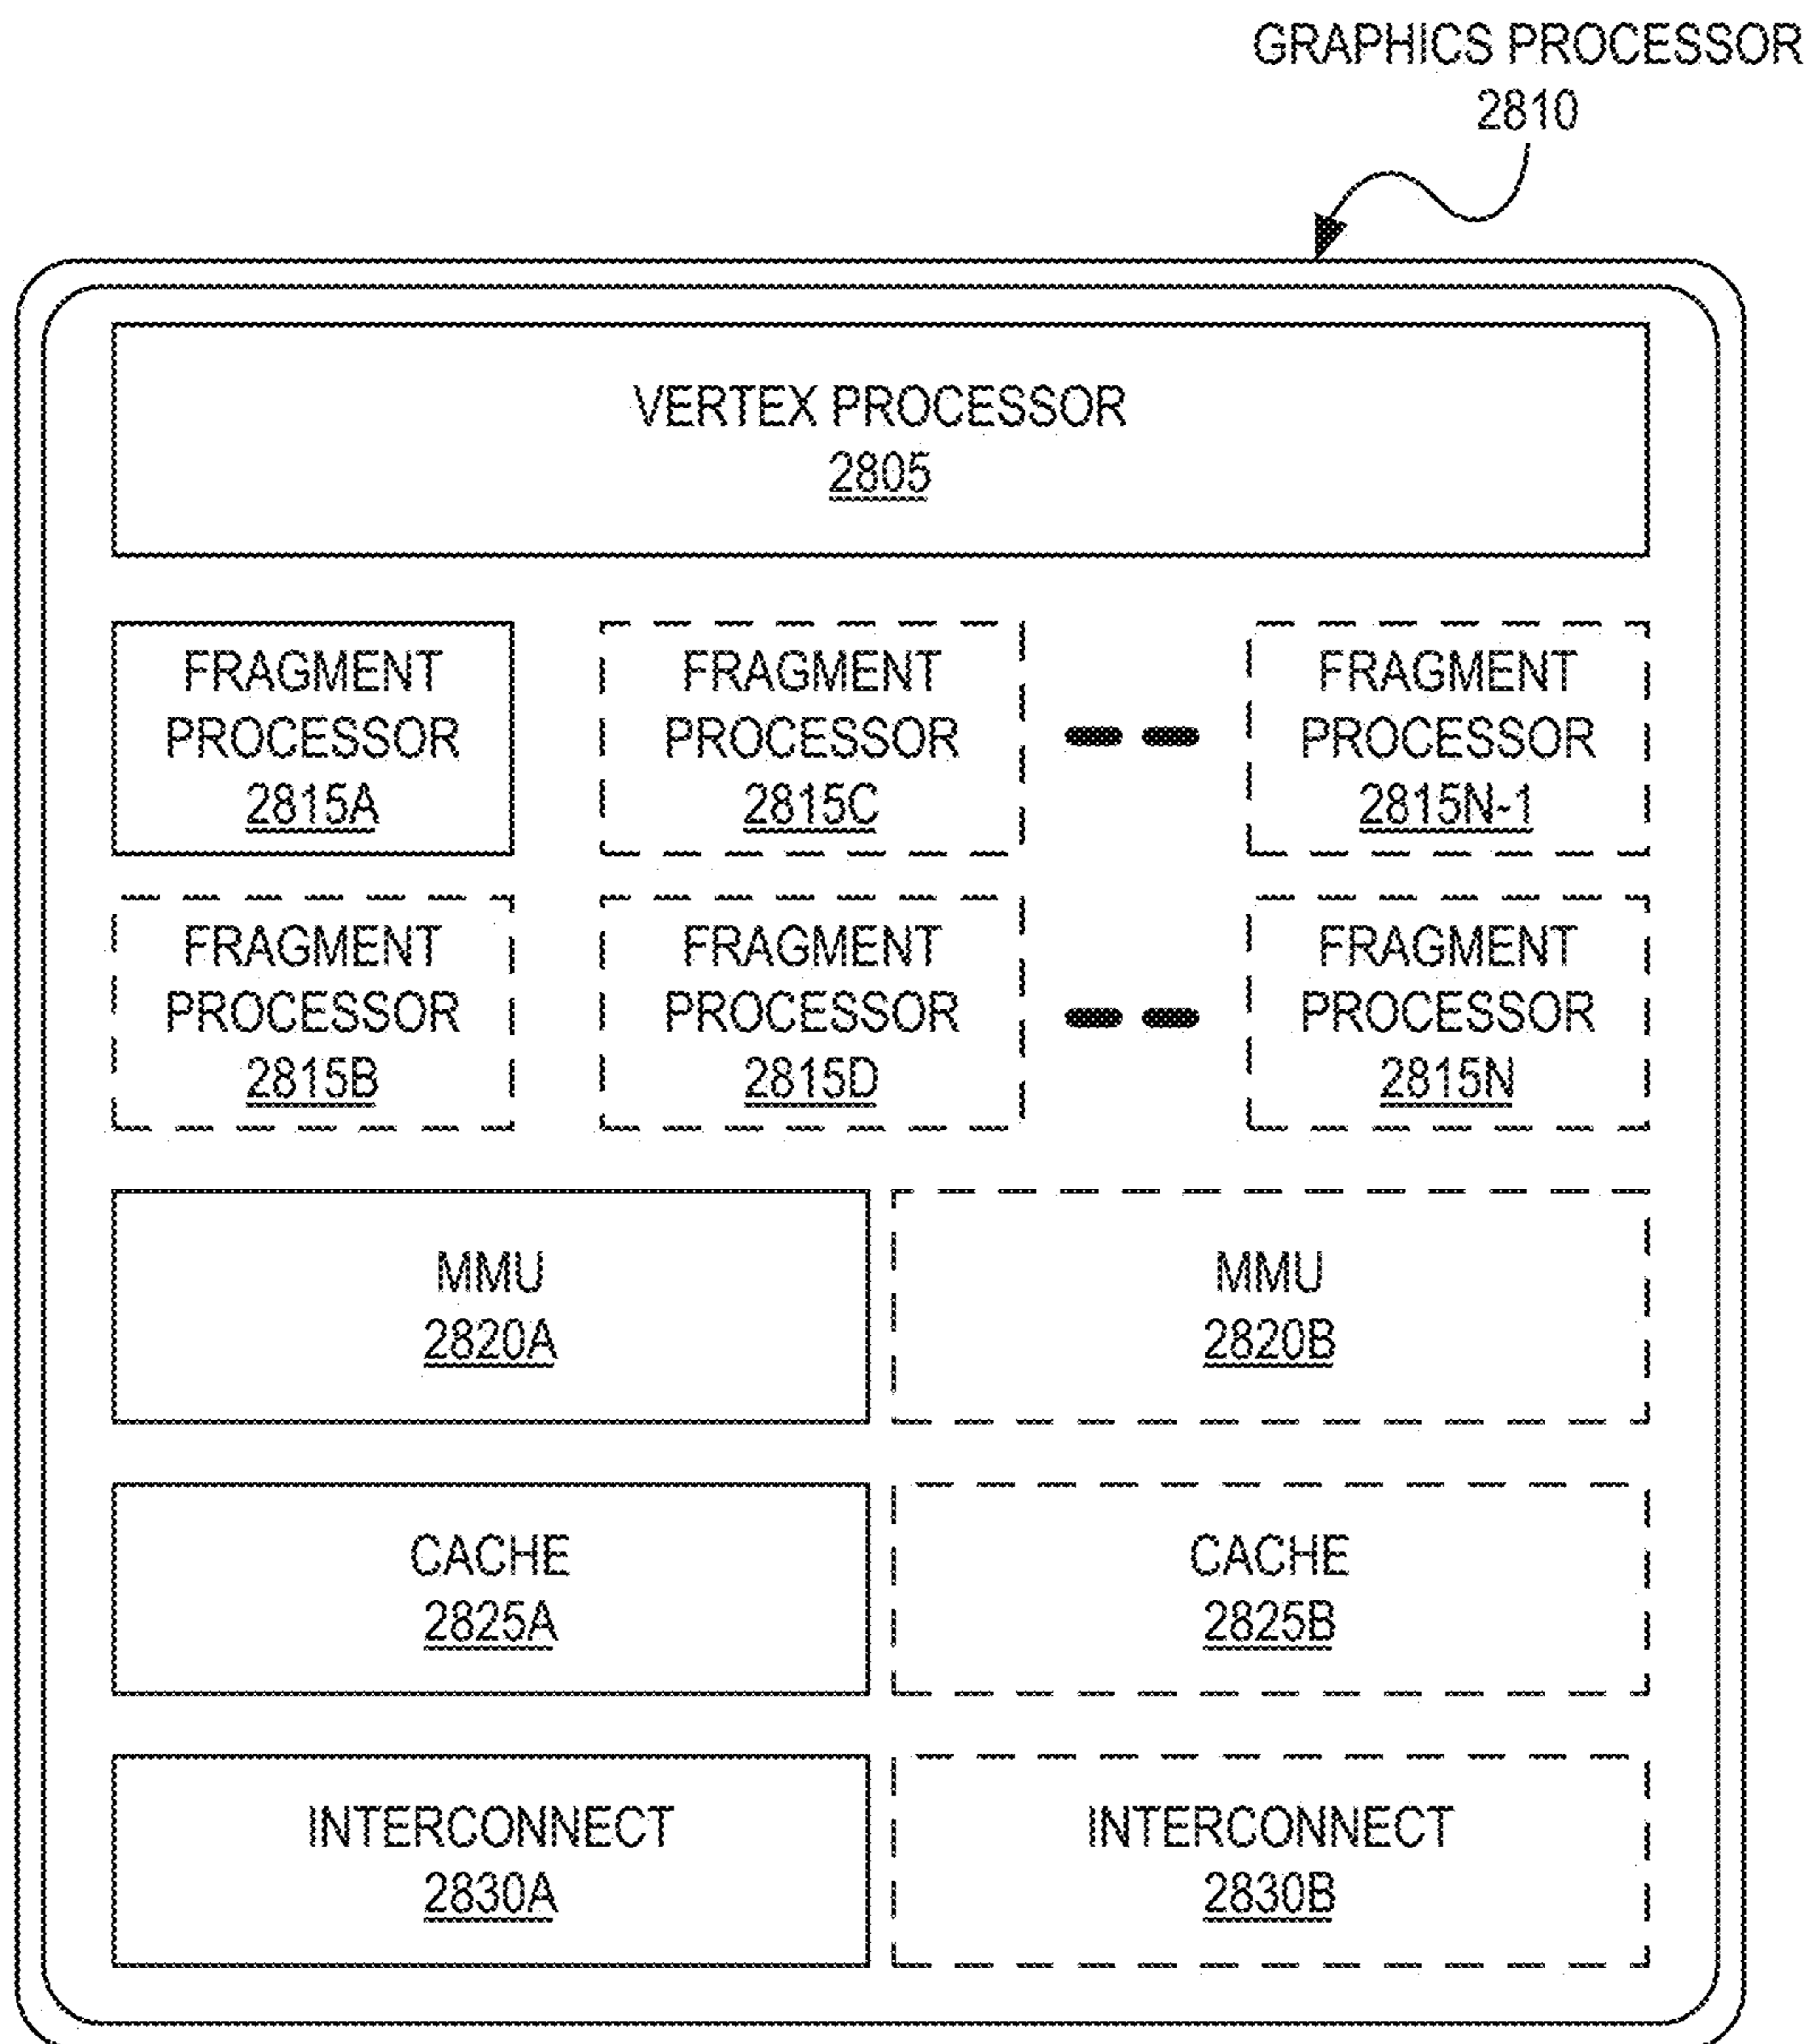 GRAPHICS PROCESSOR
2810
VERTEX PROCESSOR
2805
FRAGMENT
PROCESSOR
2815A
FRAGMENT
PROCESSOR
2815C
FRAGMENT
PROCESSOR
2815N-1
FRAGMENT
PROCESSOR
2815B
FRAGMENT
PROCESSOR
2815D
FRAGMENT
PROCESSOR
2815N
MMU
2820A
MMU
2820B
CACHE
2825A
CACHE
2825B
INTERCONNECT
2830A
INTERCONNECT
2830B